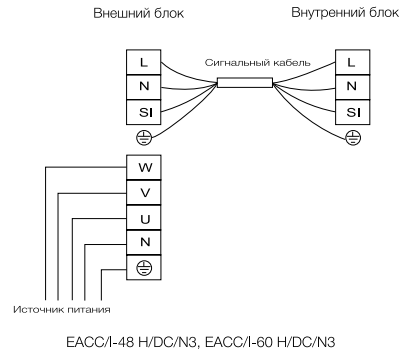 Внешний блок
Внутренний блок
Сигнальный кабель
L
N
SI
L
N
SI
W
V
U
N
Источник питания
EACC/I-48 H/DC/N3, EACC/I-60 H/DC/N3